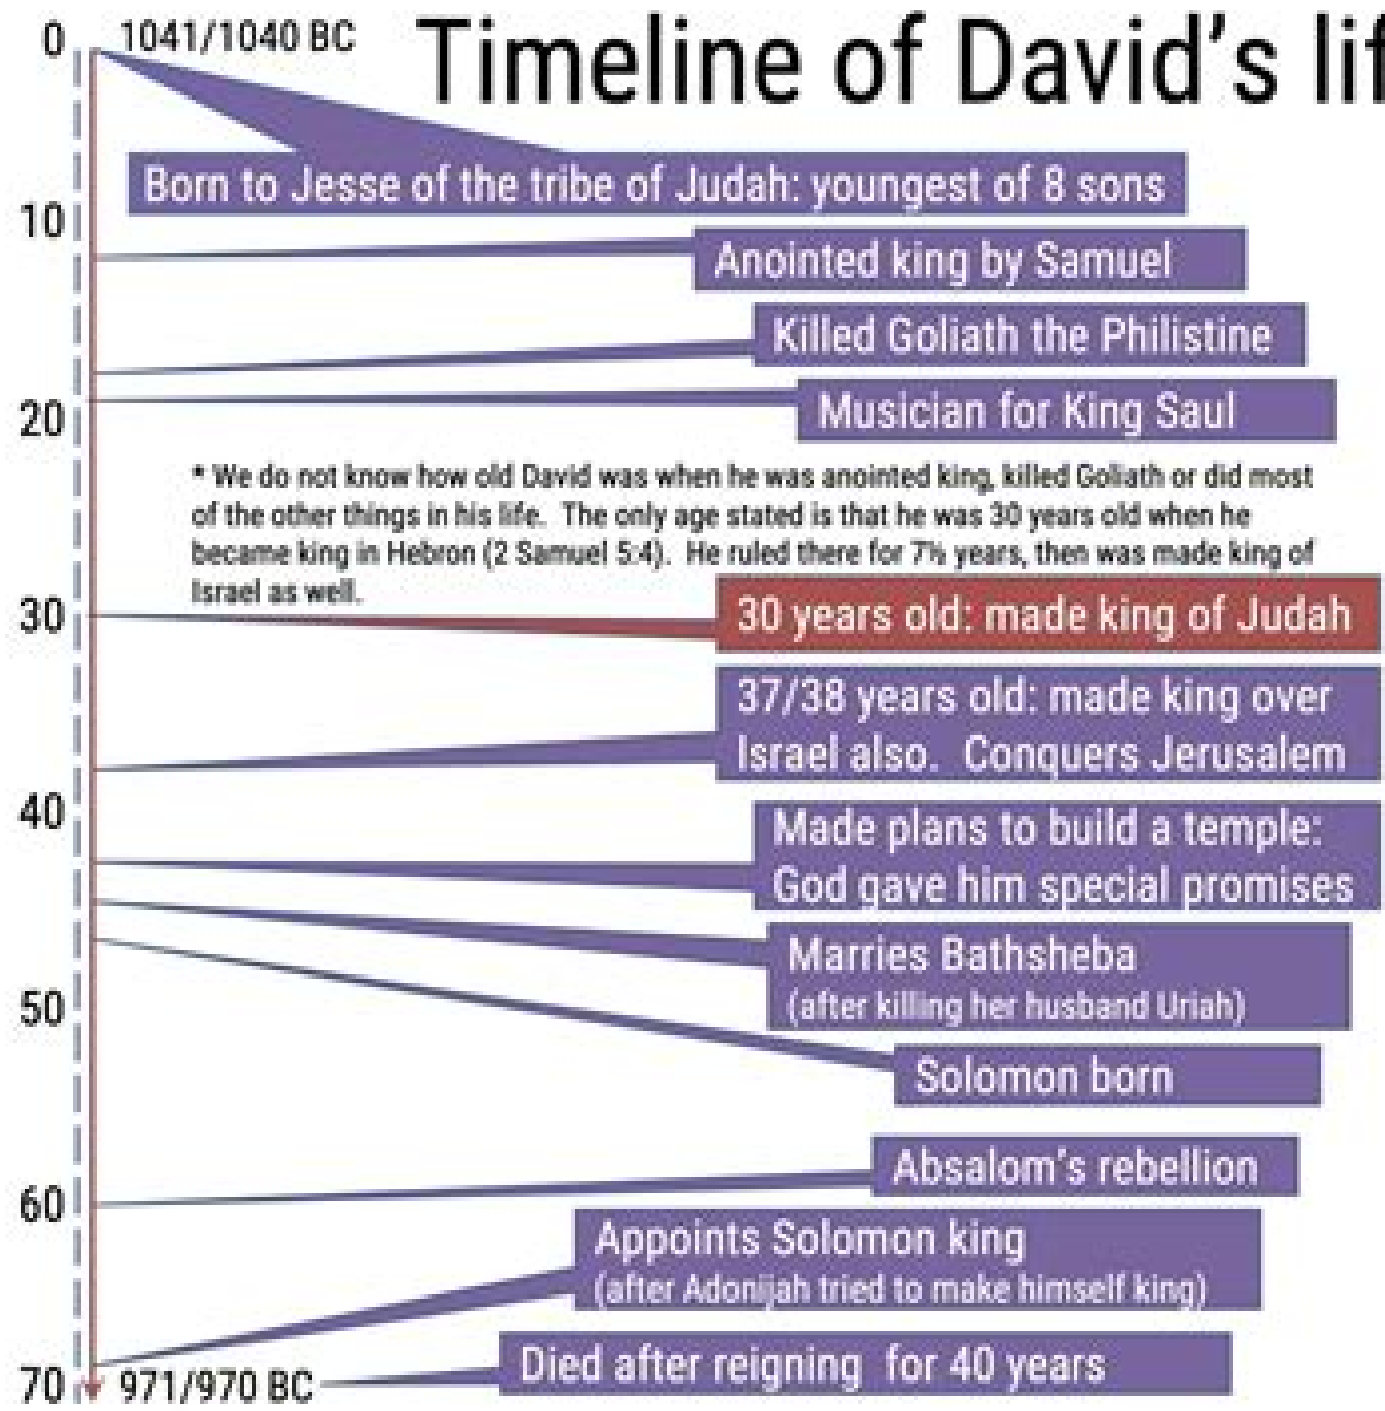 0 1041/1040 BC
Timeline of David's lif
Born to Jesse of the tribe of Judah: youngest of 8 sons
10
Anointed king by Samuel
Killed Goliath the Philistine
Musician for King Saul
20
* We do not know how old David was when he was anointed king, killed Goliath or did most
of the other things in his life. The only age stated is that he was 30 years old when he
became king in Hebron (2 Samuel 5:4). He ruled there for 7½ years, then was made king of
Israel as well.
30
30 years old: made king of Judah
37/38 years old: made king over
Israel also. Conquers Jerusalem
40
Made plans to build a temple:
God gave him special promises
Marries Bathsheba
(after killing her husband Uriah)
50
Solomon born
Absalom's rebellion
60
Appoints Solomon king
(after Adonijah tried to make himself king)
Died after reigning for 40 years
70 971/970 BC